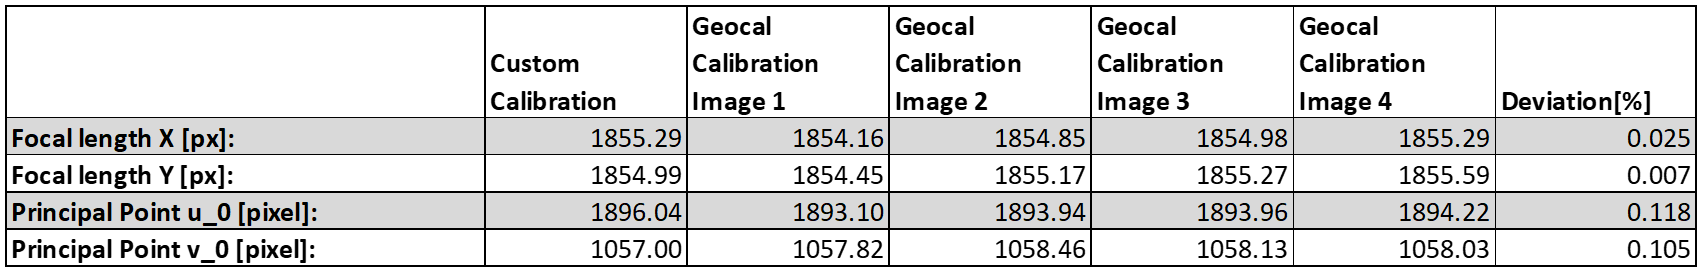 Custom Calibration Geocal Calibration Image 1 Geocal Calibration Image 2 Geocal Calibration Image 3 Geocal Calibration Image 4 Deviation[%]
Focal length X [px]: 1855.29 1854.16 1854.85 1854.98 1855.29 0.025
Focal length Y [px]: 1854.99 1854.45 1855.17 1855.27 1855.59 0.007
Principal Point u_0 [pixel]: 1896.04 1893.10 1893.94 1893.96 1894.22 0.118
Principal Point v_0 [pixel]: 1057.00 1057.82 1058.46 1058.13 1058.03 0.105